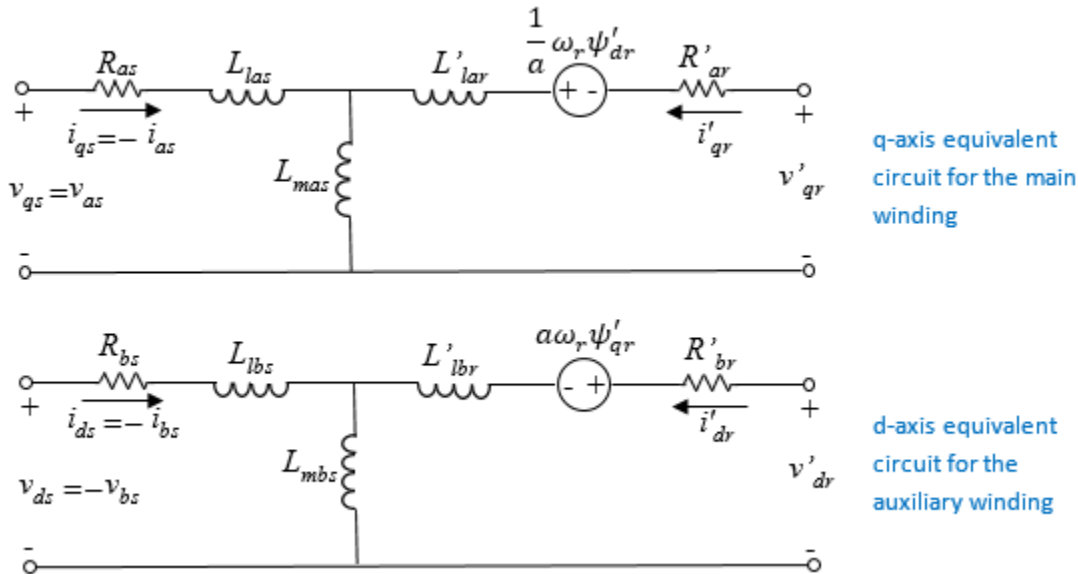 R_as
L_las
L'_lar
1/a ω_r ψ'_dr
R'_ar
+ -
+
i_qs = - i_as
i'_qr
+
L_mas
v_qs = v_as
v'_qr
q-axis equivalent
circuit for the main
winding
-
-
R_bs
L_lbs
L'_lbr
aω_r ψ'_qr
R'_br
- +
+
i_ds = - i_bs
i'_dr
+
L_mbs
v_ds = -v_bs
v'_dr
d-axis equivalent
circuit for the
auxiliary winding
-
-